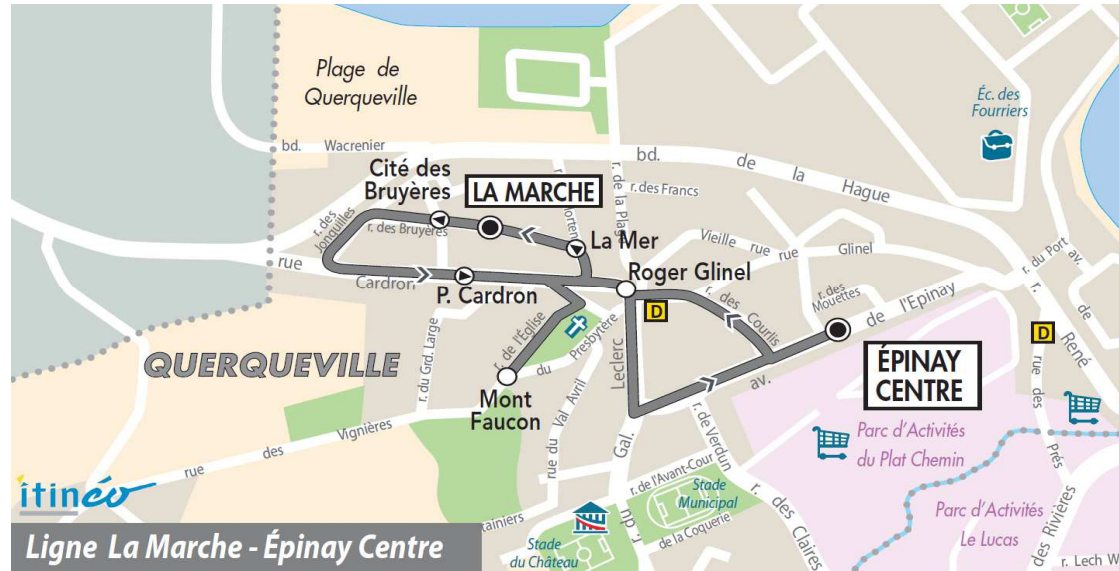 Plage de
Querqueville
Éc. des
Fourriers
bd. Wacrenier
bd. de la Hague
Cité des
Bruyères
LA MARCHE
r. des Francs
r. de la Plage
r. des Jonquilles
r. des Bruyères
La Mer
Vieille rue
rue Glinel
r. du Port
av. de
rue Cardron
P. Cardron
Roger Glinel
r. des Courlis
r. des Mouettes
av. de l'Epinay
D
D
r. René
QUERQUEVILLE
r. du Grd. Large
r. de l'Église
du Presbytère
Leclerc
Gal.
r. du
ÉPINAY
CENTRE
Mont
Faucon
rue du Val Avril
r. de Verdun
rue des Prés
rue des Vignières
Parc d'Activités
du Plat Chemin
r. de l'Avant-Cour
Stade
Municipal
r. des Claires
tainiers
de la Coquerie
Stade
du Château
Parc d'Activités
Le Lucas
des Rivières
r. Lech W
itinéo
Ligne La Marche - Épinay Centre